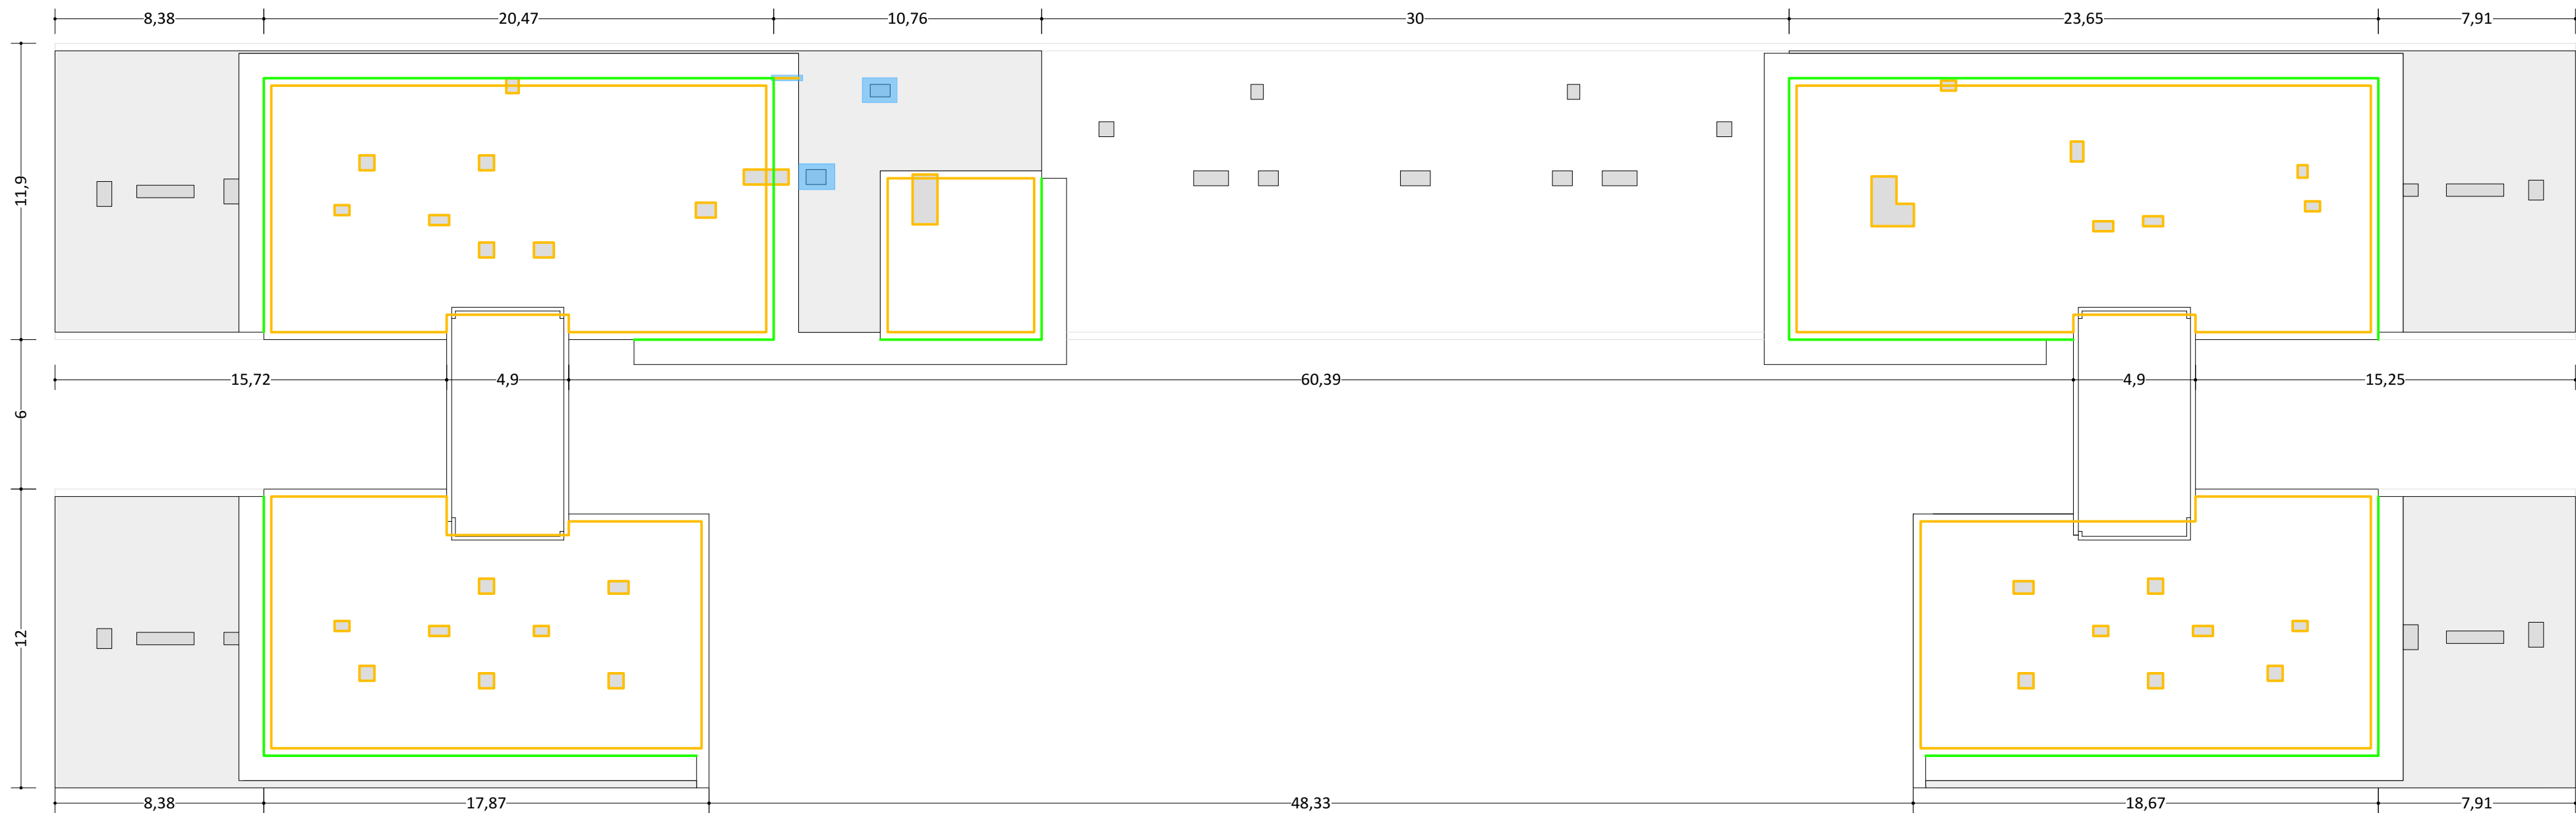 8,38 20,47 10,76 30 23,65 7,91
11,9
15,72 4,9 60,39 4,9 15,25
6
12
8,38 17,87 48,33 18,67 7,91